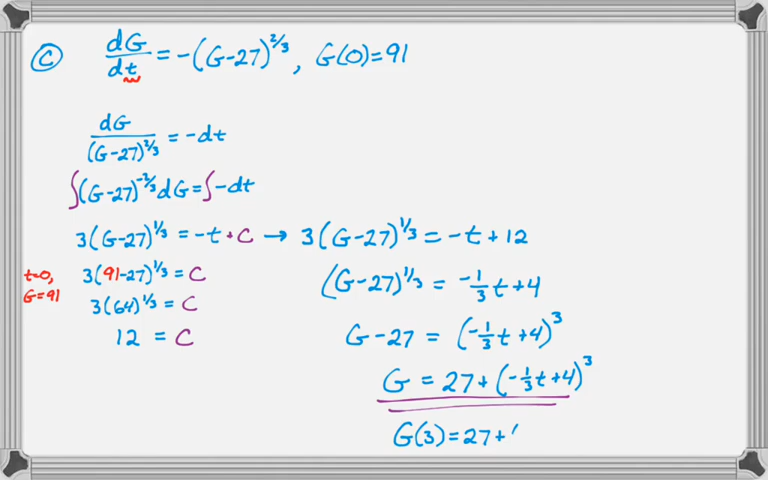 Ⓒ dG/dt = -(G-27)^2/3, G(0)=91
dG/(G-27)^2/3 = -dt
∫(G-27)^-2/3 dG = ∫-dt
3(G-27)^1/3 = -t + C → 3(G-27)^1/3 = -t + 12
t=0, G=91
3(91-27)^1/3 = C
3(64)^1/3 = C
12 = C
(G-27)^1/3 = -1/3 t + 4
G-27 = (-1/3 t + 4)^3
G = 27 + (-1/3 t + 4)^3
G(3) = 27 +